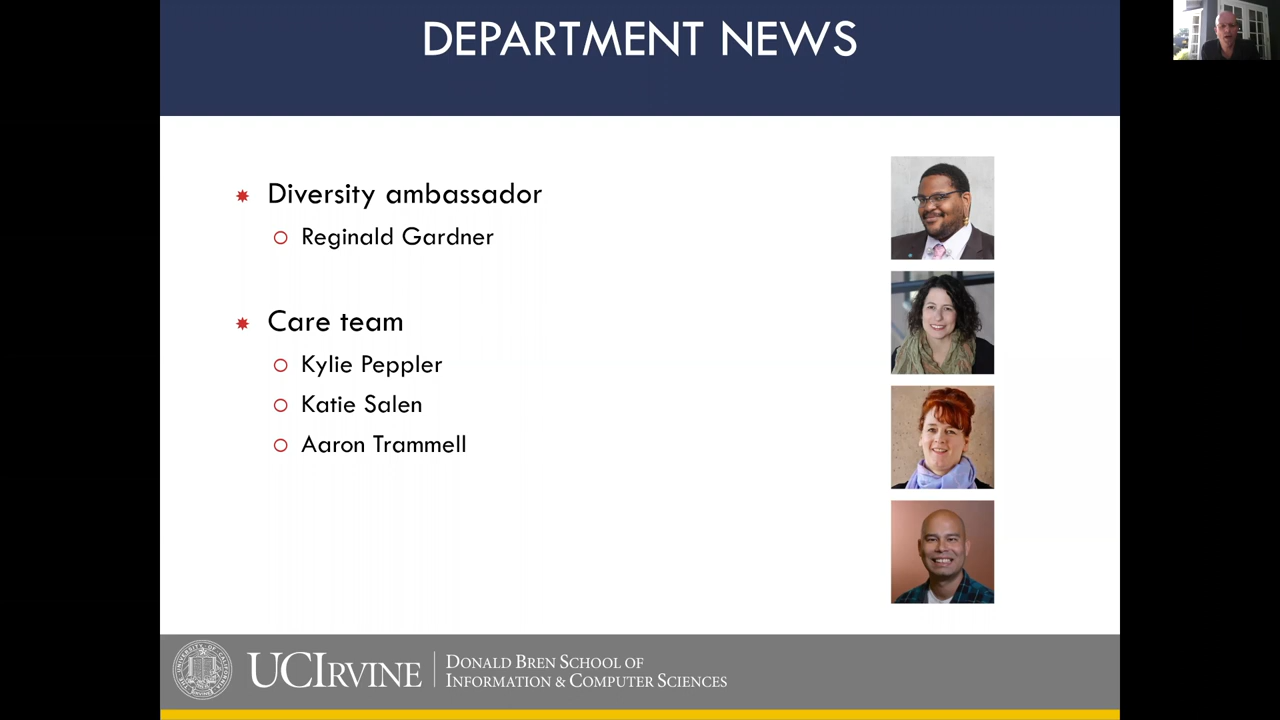 DEPARTMENT NEWS
Diversity ambassador
Reginald Gardner
Care team
Kylie Peppler
Katie Salen
Aaron Trammell
UCIRVINE
DONALD BREN SCHOOL OF
INFORMATION & COMPUTER SCIENCES